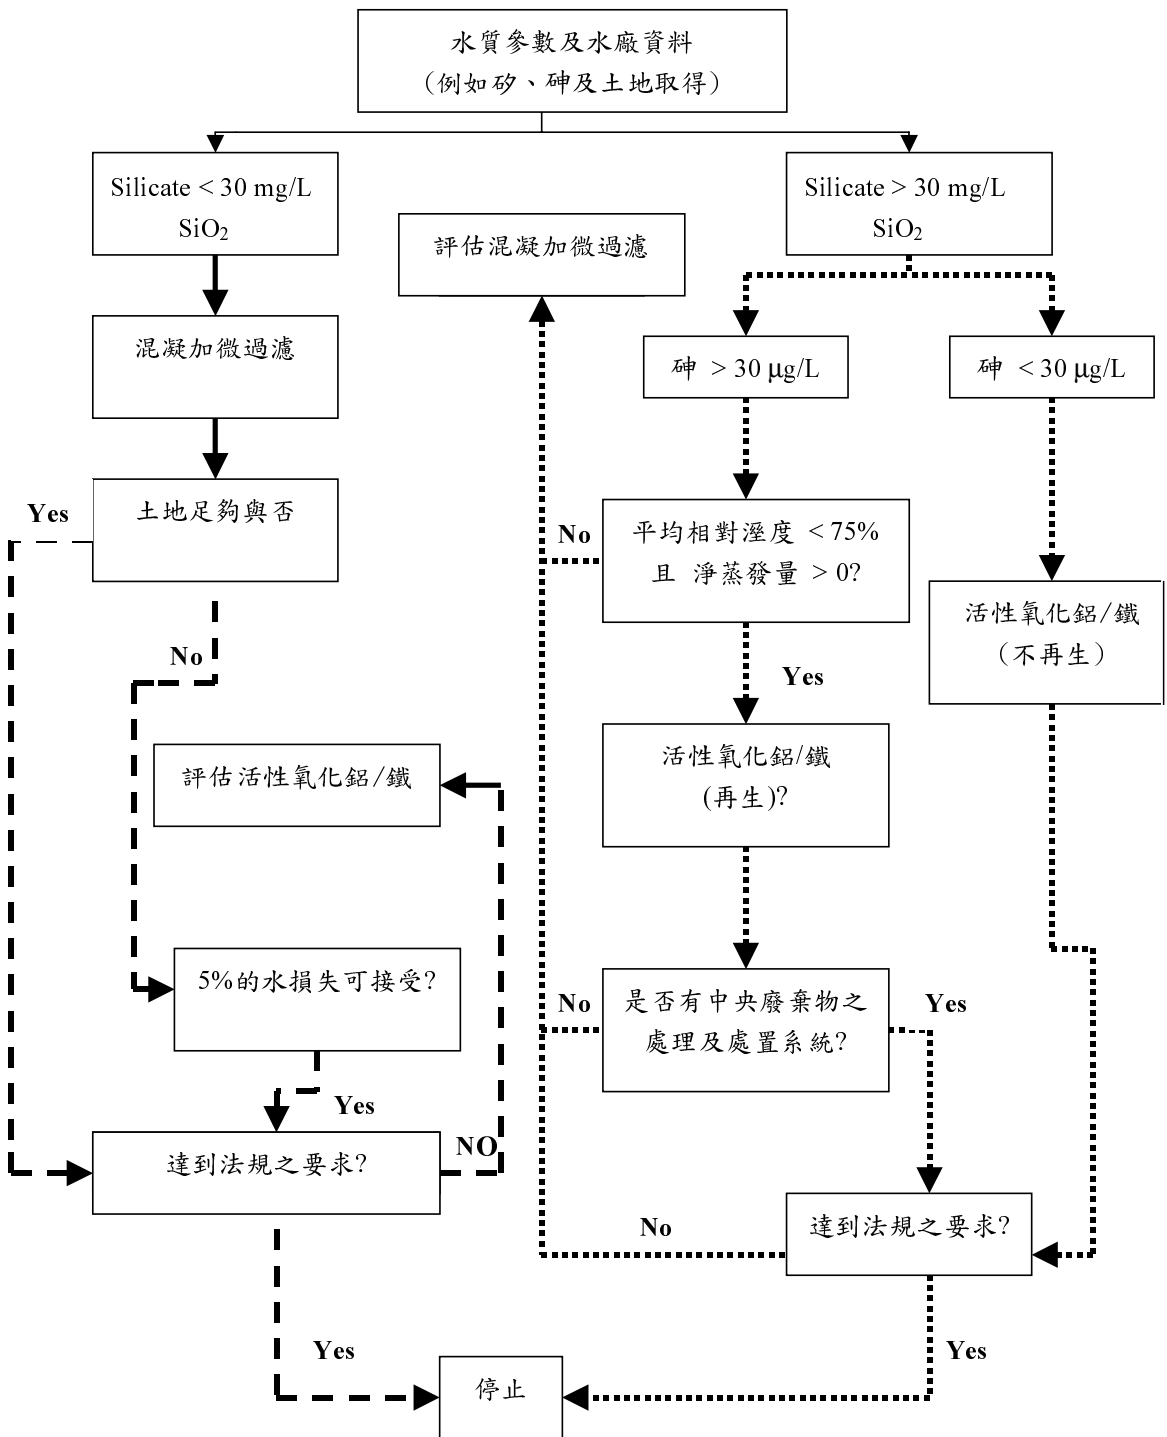 水質參數及水廠資料
（例如矽、砷及土地取得）
Silicate < 30 mg/L
SiO₂
Silicate > 30 mg/L
SiO₂
評估混凝加微過濾
混凝加微過濾
砷 > 30 μg/L
砷 < 30 μg/L
Yes
土地足夠與否
No
平均相對溼度 < 75%
且 淨蒸發量 > 0?
活性氧化鋁/鐵
（不再生）
No
Yes
評估活性氧化鋁/鐵
活性氧化鋁/鐵
(再生)?
5%的水損失可接受?
No
是否有中央廢棄物之
處理及處置系統?
Yes
Yes
達到法規之要求?
NO
No
達到法規之要求?
Yes
停止
Yes